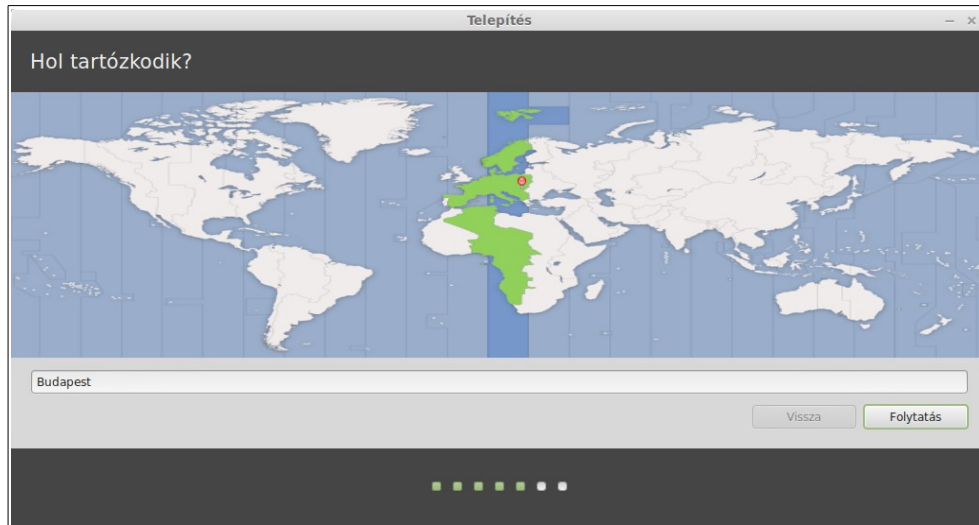 Telepítés
Hol tartózkodik?
Budapest
Vissza
Folytatás